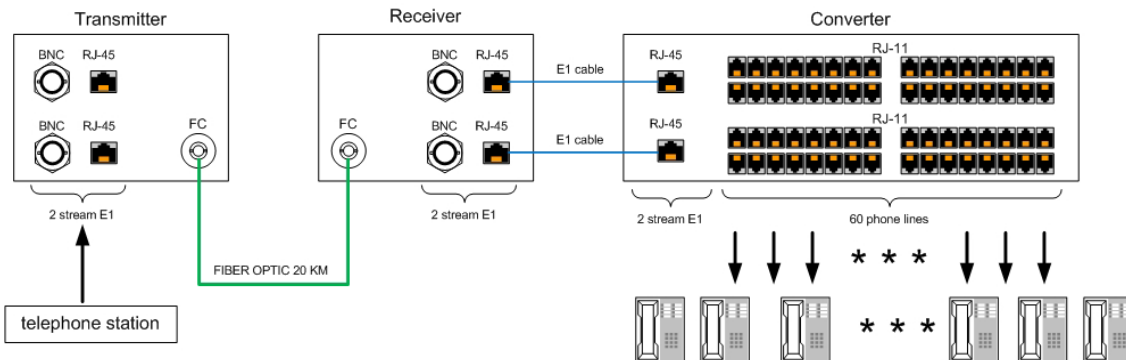 Transmitter
Receiver
Converter
BNC RJ-45
BNC RJ-45
FC
2 stream E1
telephone station
FIBER OPTIC 20 KM
BNC RJ-45
FC
BNC RJ-45
2 stream E1
E1 cable
E1 cable
RJ-45
RJ-45
2 stream E1
RJ-11
RJ-11
60 phone lines
* * *
* * *